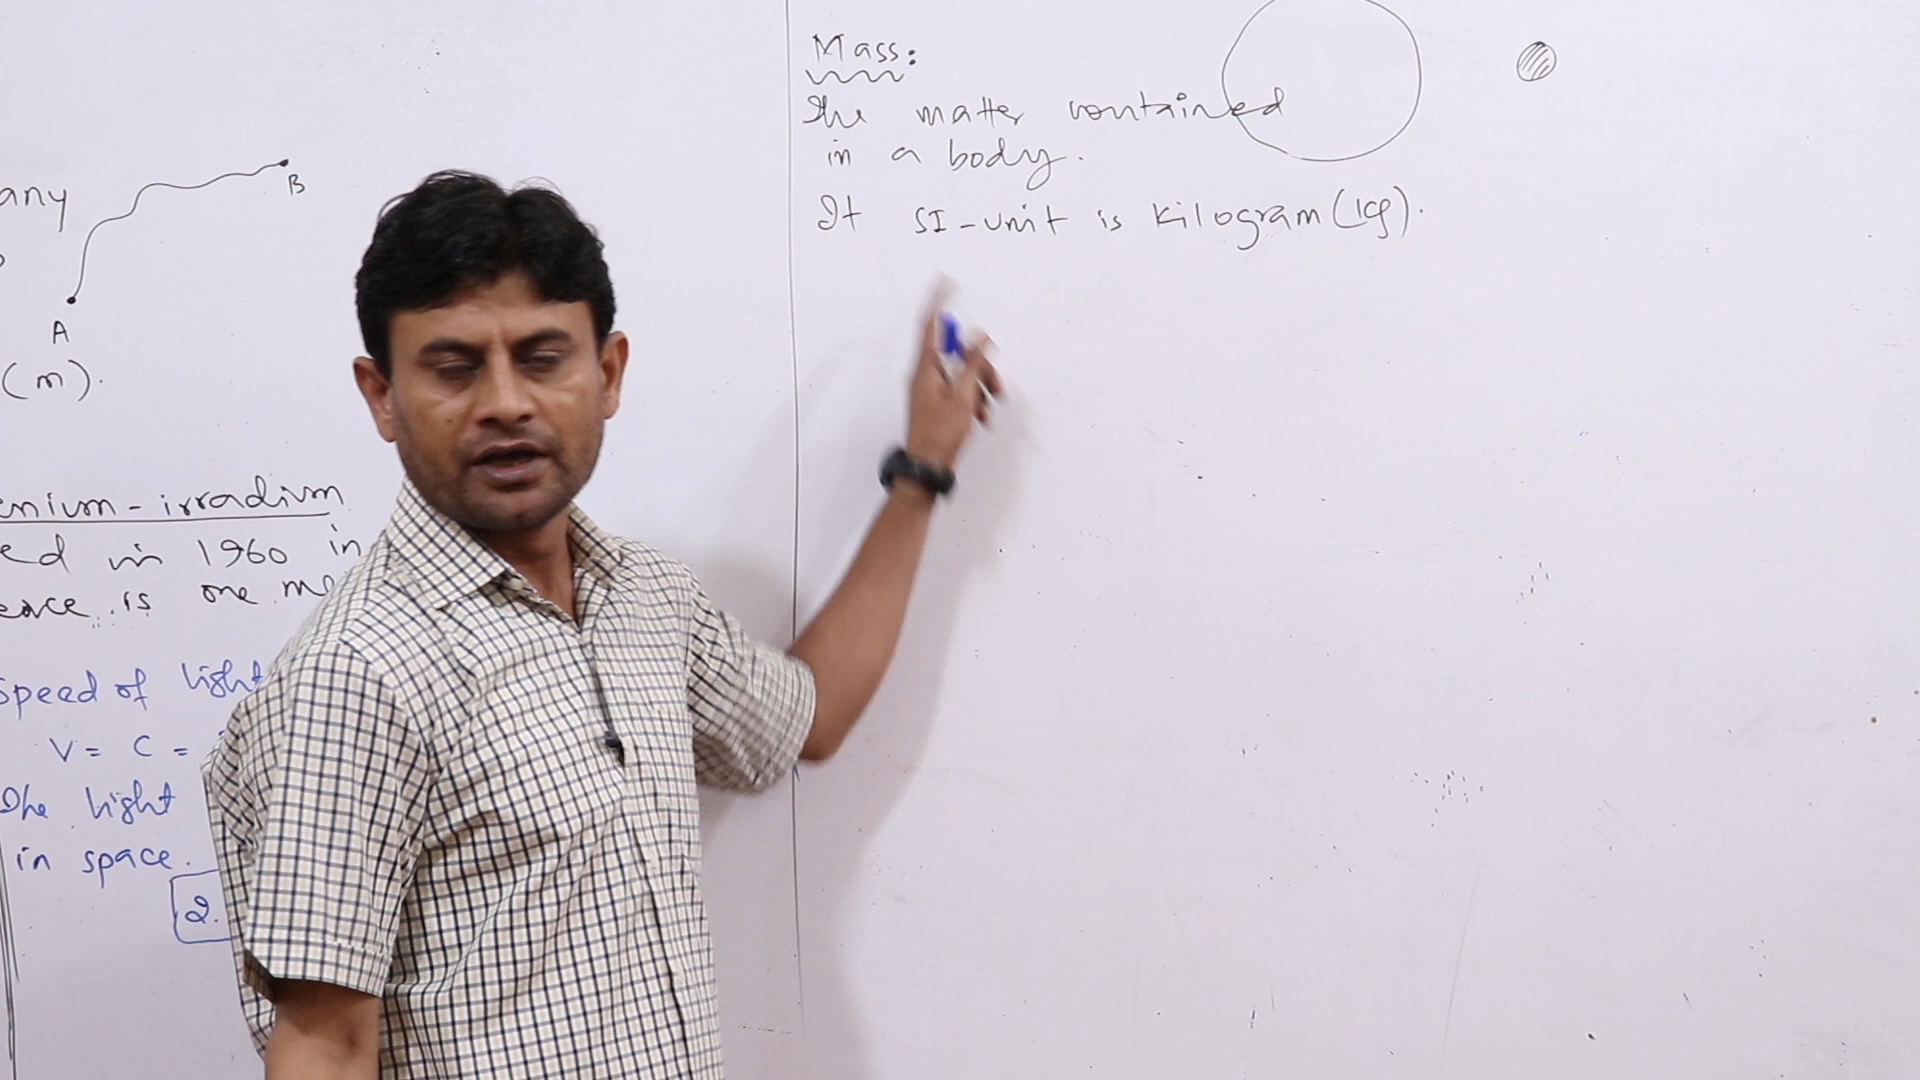 any
B
A
(m).
enium-irradium
ed in 1960 in
is one me
Speed of light
V = C =
The light
in space.
2.
Mass:
The matter contained
in a body.
It SI-unit is kilogram (kg).